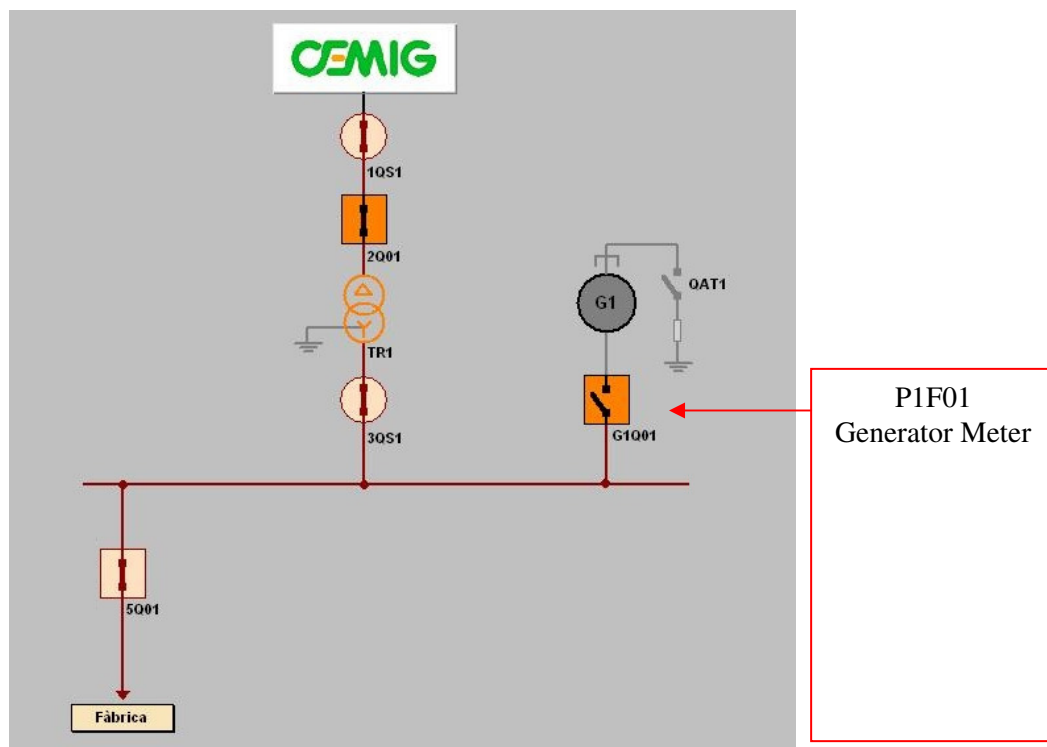 CEMIG
1QS1
2Q01
QAT1
G1
TR1
P1F01
Generator Meter
G1Q01
3QS1
5Q01
Fàbrica